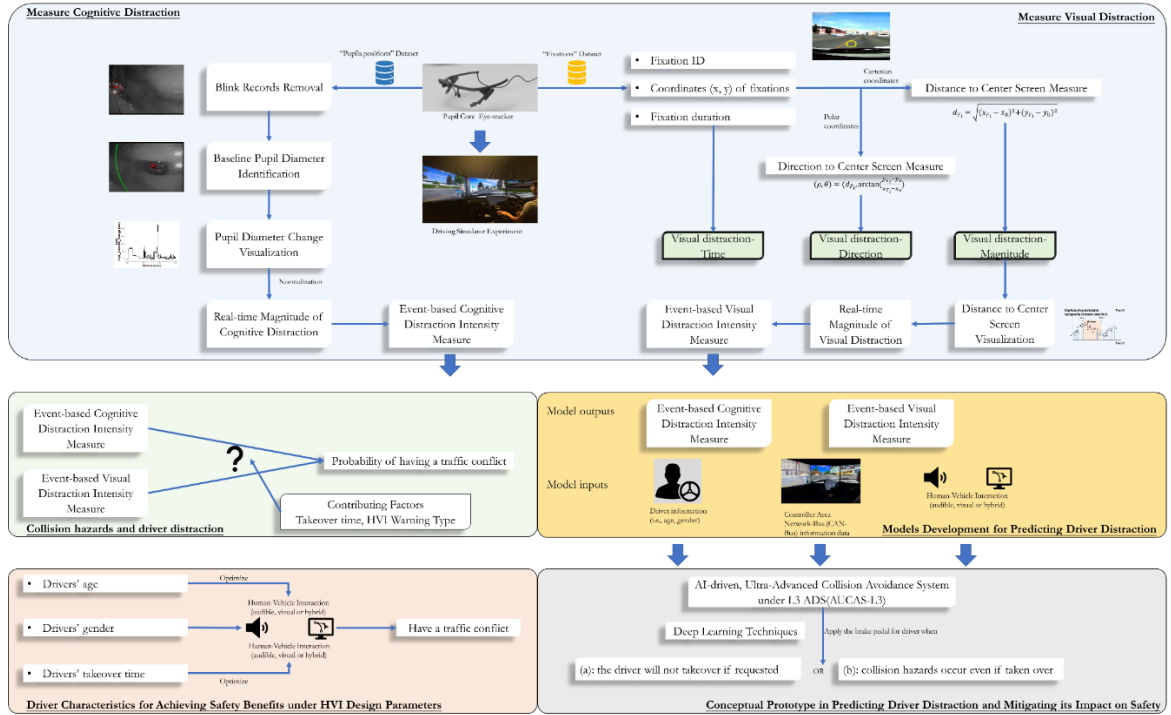 Measure Cognitive Distraction
Measure Visual Distraction
"Pupils positions" Dataset
"Fixations" Dataset
Blink Records Removal
Pupil Core Eye-tracker
• Fixation ID
• Coordinates (x, y) of fixations
• Fixation duration
Cartesian
coordinates
Distance to Center Screen Measure
Polar
coordinates
Baseline Pupil Diameter
Identification
Driving Simulator Experiment
Direction to Center Screen Measure
Pupil Diameter Change
Visualization
Visual distraction-
Time
Visual distraction-
Direction
Visual distraction-
Magnitude
Normalization
Real-time Magnitude of
Cognitive Distraction
Event-based Cognitive
Distraction Intensity
Measure
Event-based Visual
Distraction Intensity
Measure
Real-time
Magnitude of
Visual Distraction
Distance to Center
Screen
Visualization
Event-based Cognitive
Distraction Intensity
Measure
?
Probability of having a traffic conflict
Event-based Visual
Distraction Intensity
Measure
Contributing Factors
Takeover time, HVI Warning Type
Collision hazards and driver distraction
Model outputs
Event-based Cognitive
Distraction Intensity
Measure
Event-based Visual
Distraction Intensity
Measure
Model inputs
Driver information
(i.e., age, gender)
Controller Area
Network-Bus (CAN-
Bus) information data
Human-Vehicle Interaction
(audible, visual or hybrid)
Models Development for Predicting Driver Distraction
• Drivers' age
Optimize
Human-Vehicle Interaction
(audible, visual or hybrid)
• Drivers' gender
Have a traffic conflict
Human-Vehicle Interaction
(audible, visual or hybrid)
• Drivers' takeover time
Optimize
Driver Characteristics for Achieving Safety Benefits under HVI Design Parameters
AI-driven, Ultra-Advanced Collision Avoidance System
under L3 ADS(AUCAS-L3)
Deep Learning Techniques
Apply the brake pedal for driver when
(a): the driver will not takeover if requested
OR
(b): collision hazards occur even if taken over
Conceptual Prototype in Predicting Driver Distraction and Mitigating its Impact on Safety